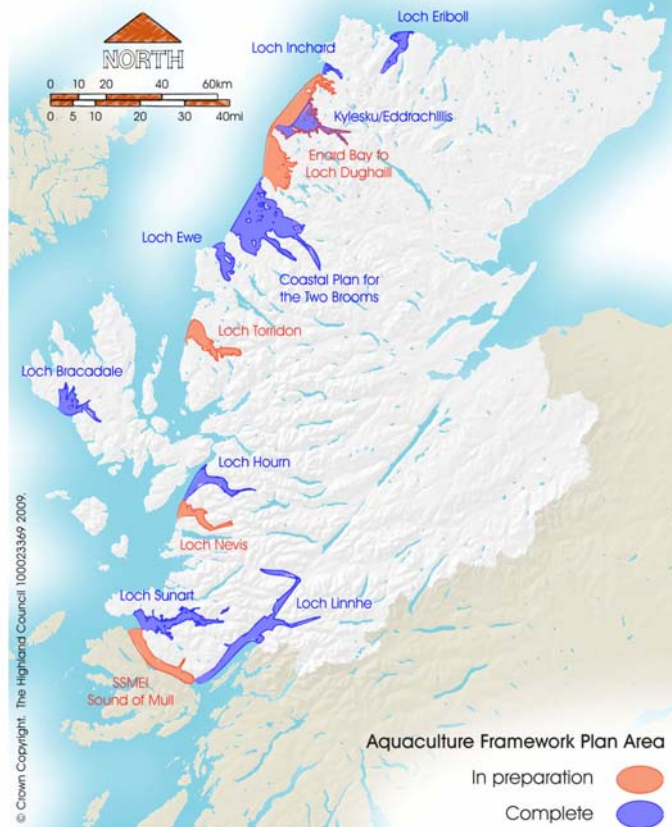 Loch Eriboll
Loch Inchard
NORTH
0 10 20 40 60km
0 5 10 20 30 40mi
Kylesku/Eddrachillis
Enard Bay to
Loch Dughaill
Loch Ewe
Coastal Plan for
the Two Brooms
Loch Torridon
Loch Bracadale
Loch Hourn
Loch Nevis
Loch Sunart
Loch Linnhe
SSMEI
Sound of Mull
© Crown Copyright. The Highland Council 100023369 2009.
Aquaculture Framework Plan Area
In preparation
Complete